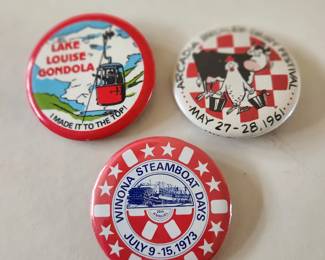 LAKE
LOUISE
GONDOLA
I MADE IT TO THE TOP!
ARCADIA BROILER DAIRY FESTIVAL
MAY 27-28, 1961
WINONA STEAMBOAT DAYS
JULY 9-15, 1973